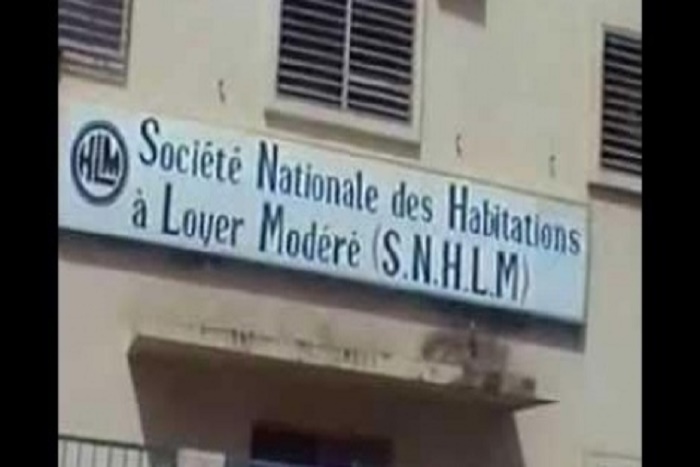 HLM
Société Nationale des Habitations
à Loyer Modéré (S.N.H.L.M)